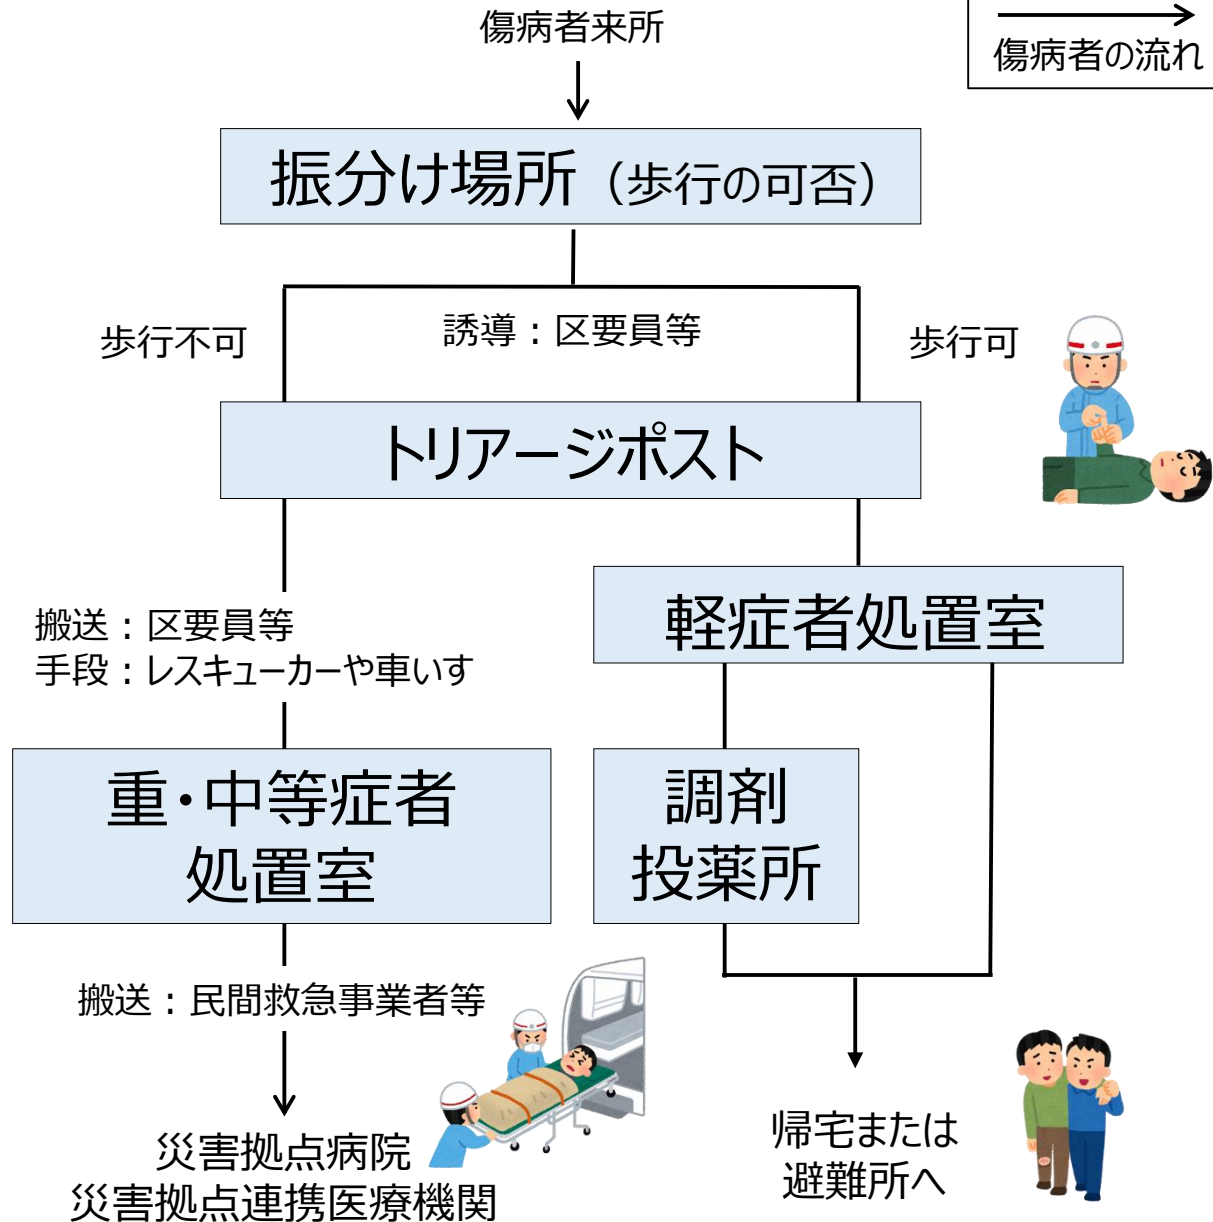 傷病者来所
傷病者の流れ
振分け場所（歩行の可否）
歩行不可
誘導：区要員等
歩行可
トリアージポスト
搬送：区要員等
手段：レスキューカーや車いす
軽症者処置室
重・中等症者
処置室
調剤
投薬所
搬送：民間救急事業者等
災害拠点病院
災害拠点連携医療機関
帰宅または
避難所へ